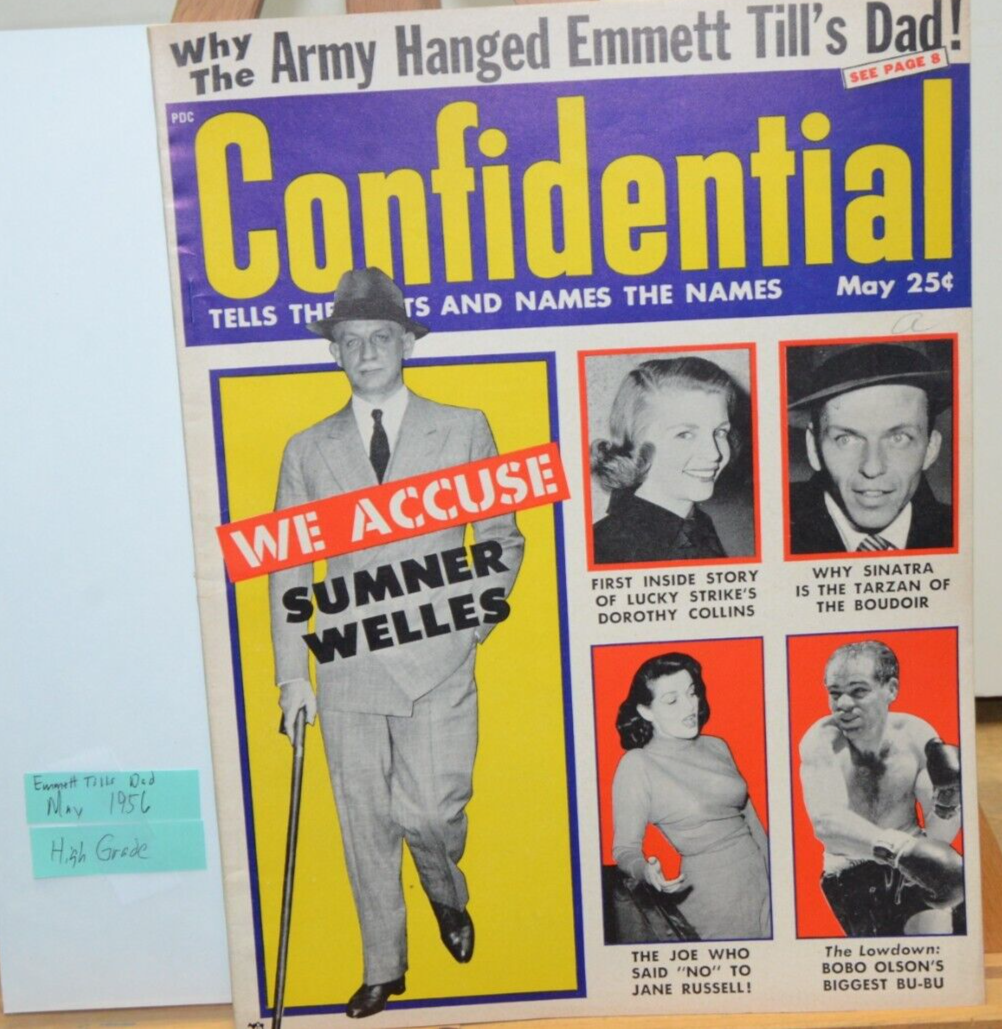 Why
The Army Hanged Emmett Till's Dad!
SEE PAGE 8
PDC
Confidential
TELLS THE TS AND NAMES THE NAMES
May 25¢
a
WE ACCUSE
SUMNER
WELLES
FIRST INSIDE STORY
OF LUCKY STRIKE'S
DOROTHY COLLINS
WHY SINATRA
IS THE TARZAN OF
THE BOUDOIR
THE JOE WHO
SAID "NO" TO
JANE RUSSELL!
The Lowdown:
BOBO OLSON'S
BIGGEST BU-BU
Emmett Tills Dad
May 1956
High Grade